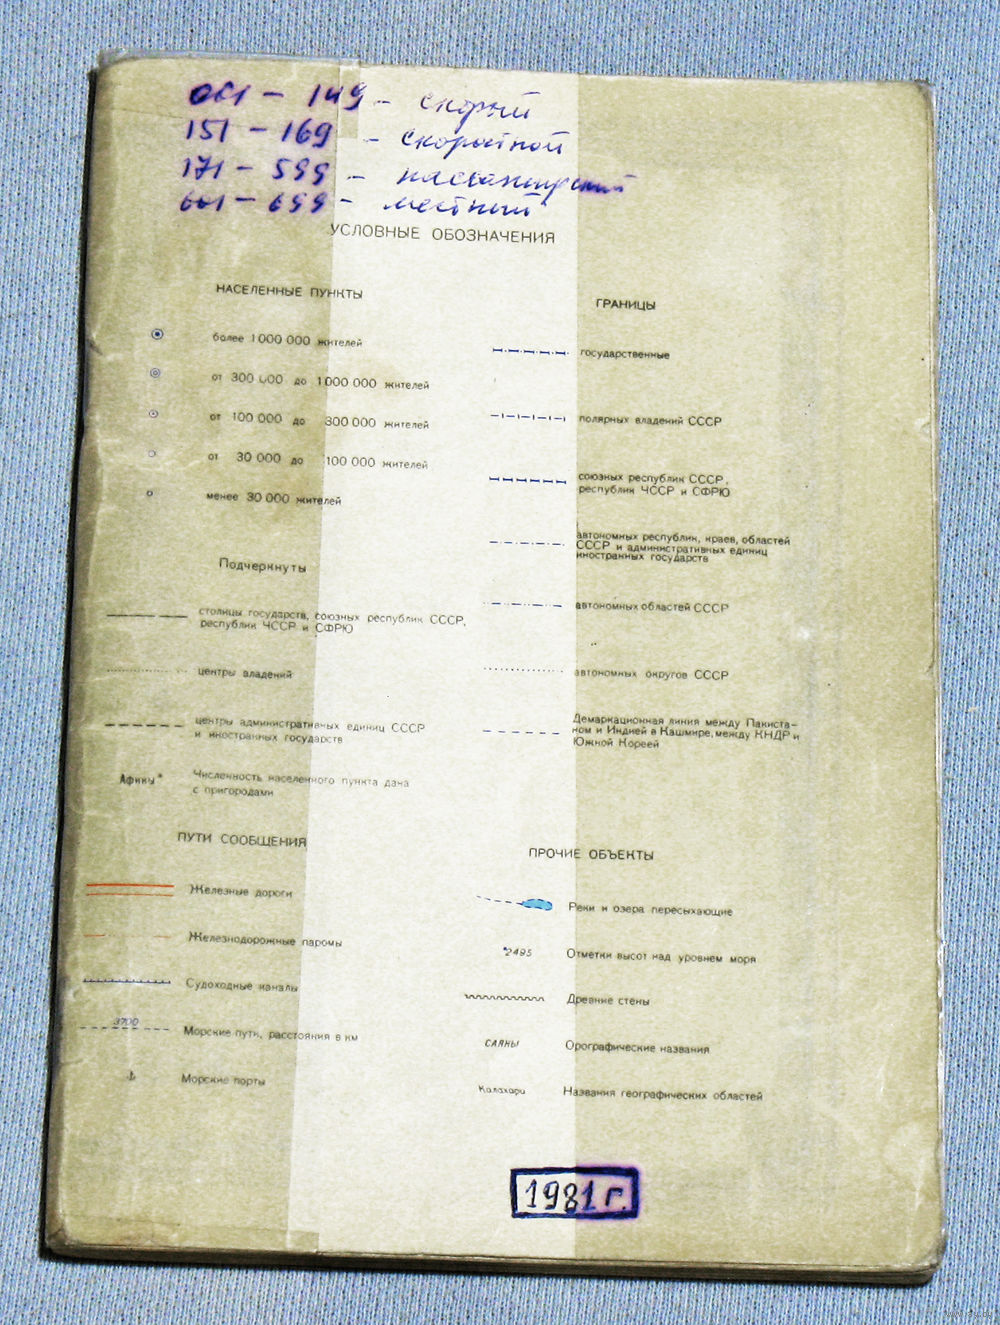 061 - 149 - скорый
151 - 169 - скоростной
171 - 599 - пассажирский
601 - 699 - местный
УСЛОВНЫЕ ОБОЗНАЧЕНИЯ
НАСЕЛЕННЫЕ ПУНКТЫ
более 1 000 000 жителей
от 300 000 до 1 000 000 жителей
от 100 000 до 300 000 жителей
от 30 000 до 100 000 жителей
менее 30 000 жителей
Подчеркнуты
столицы государств, союзных республик СССР,
республик ЧССР и СФРЮ
центры владений
центры административных единиц СССР
и иностранных государств
Афины* Численность населенного пункта дана
с пригородами
ПУТИ СООБЩЕНИЯ
Железные дороги
Железнодорожные паромы
Судоходные каналы
3700 Морские пути, расстояния в км
Морские порты
ГРАНИЦЫ
государственные
полярных владений СССР
союзных республик СССР,
республик ЧССР и СФРЮ
автономных республик, краев, областей
СССР и административных единиц
иностранных государств
автономных областей СССР
автономных округов СССР
Демаркационная линия между Пакиста-
ном и Индией в Кашмире, между КНДР и
Южной Кореей
ПРОЧИЕ ОБЪЕКТЫ
Реки и озера пересыхающие
2495 Отметки высот над уровнем моря
Древние стены
САЯНЫ Орографические названия
Калахари Названия географических областей
1981 г.